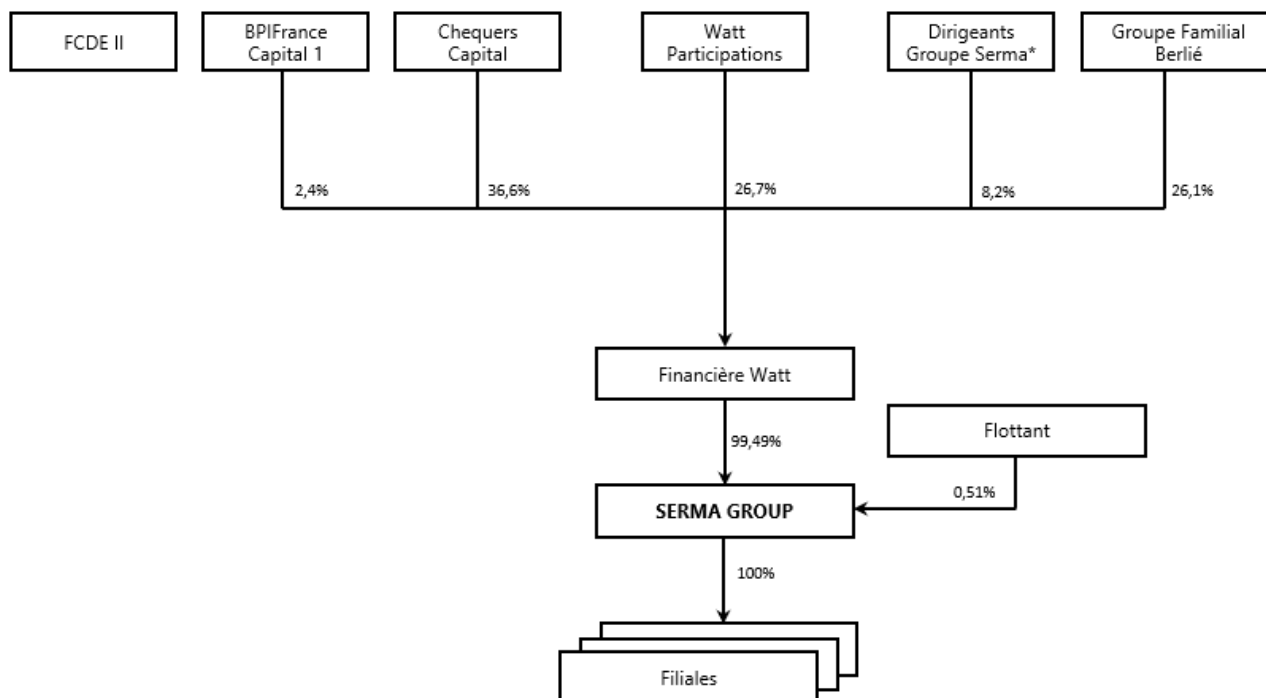 FCDE II
BPIFrance
Capital 1
Chequers
Capital
Watt
Participations
Dirigeants
Groupe Serma*
Groupe Familial
Berlié
2,4%
36,6%
26,7%
8,2%
26,1%
Financière Watt
99,49%
Flottant
0,51%
SERMA GROUP
100%
Filiales